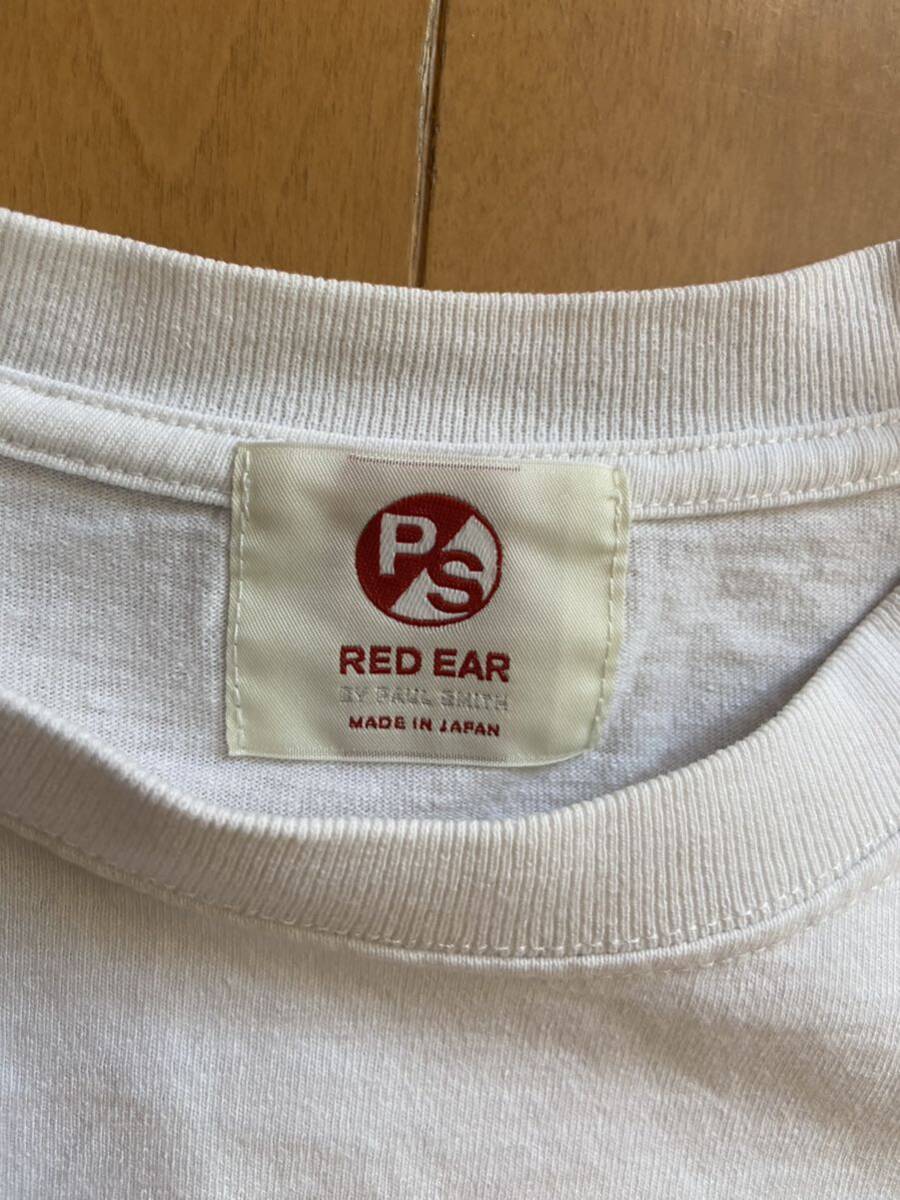 PS
RED EAR
BY PAUL SMITH
MADE IN JAPAN